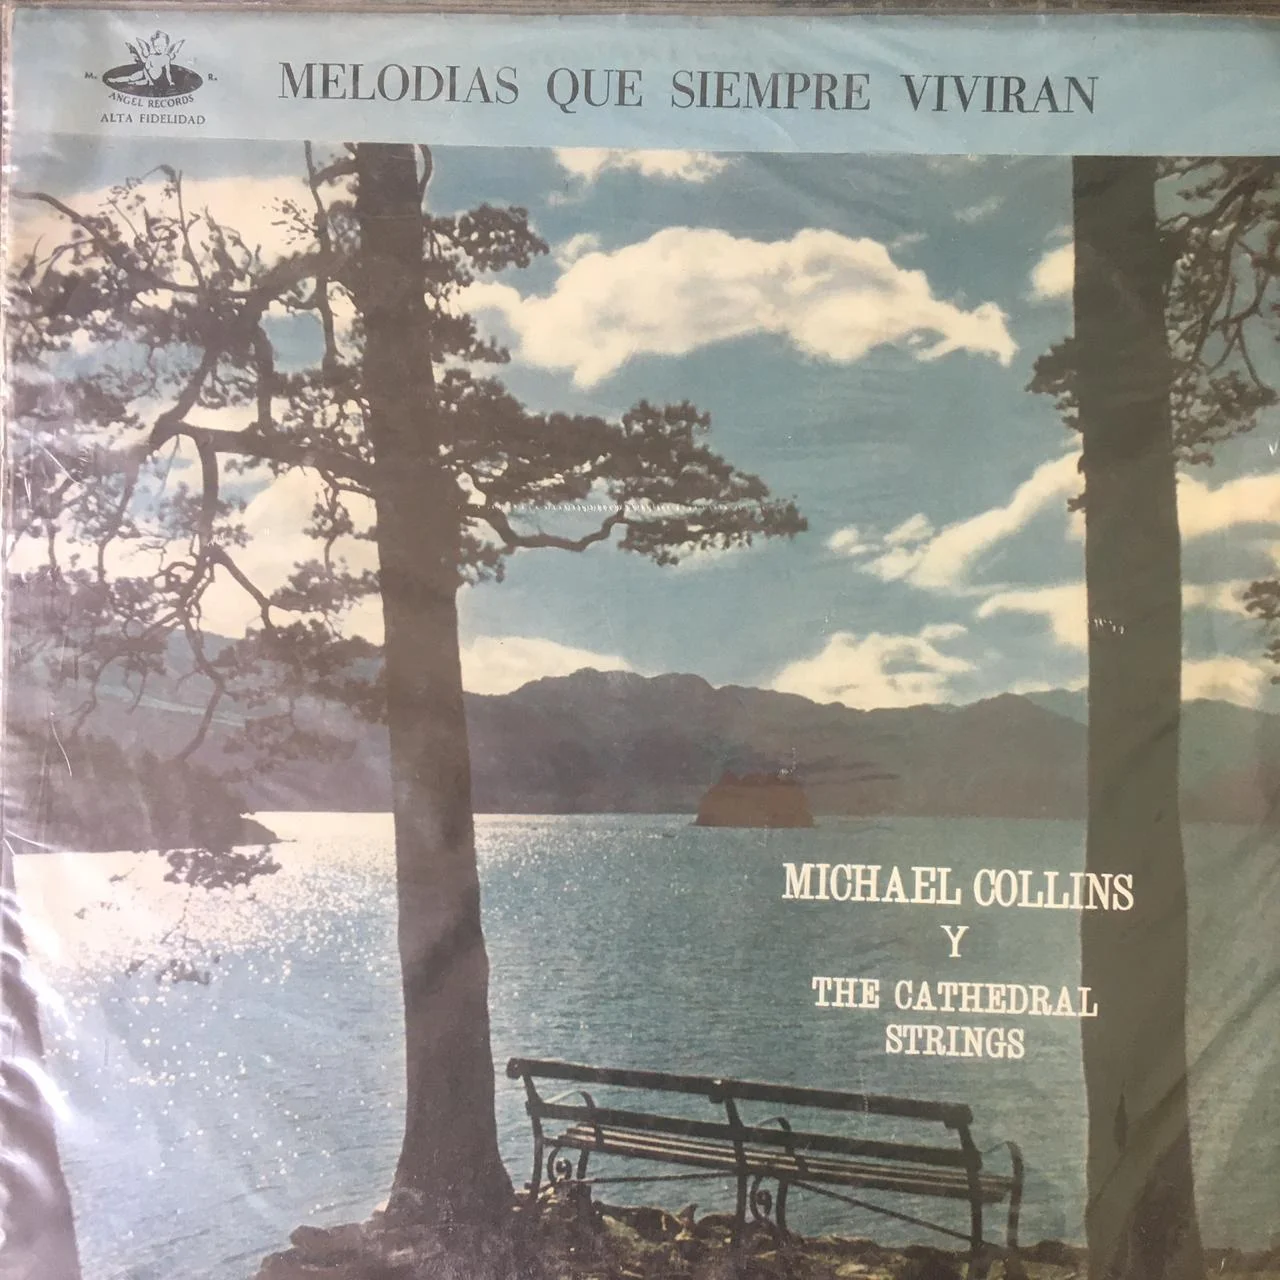 M. R.
ANGEL RECORDS
ALTA FIDELIDAD
MELODIAS QUE SIEMPRE VIVIRAN
MICHAEL COLLINS
Y
THE CATHEDRAL
STRINGS